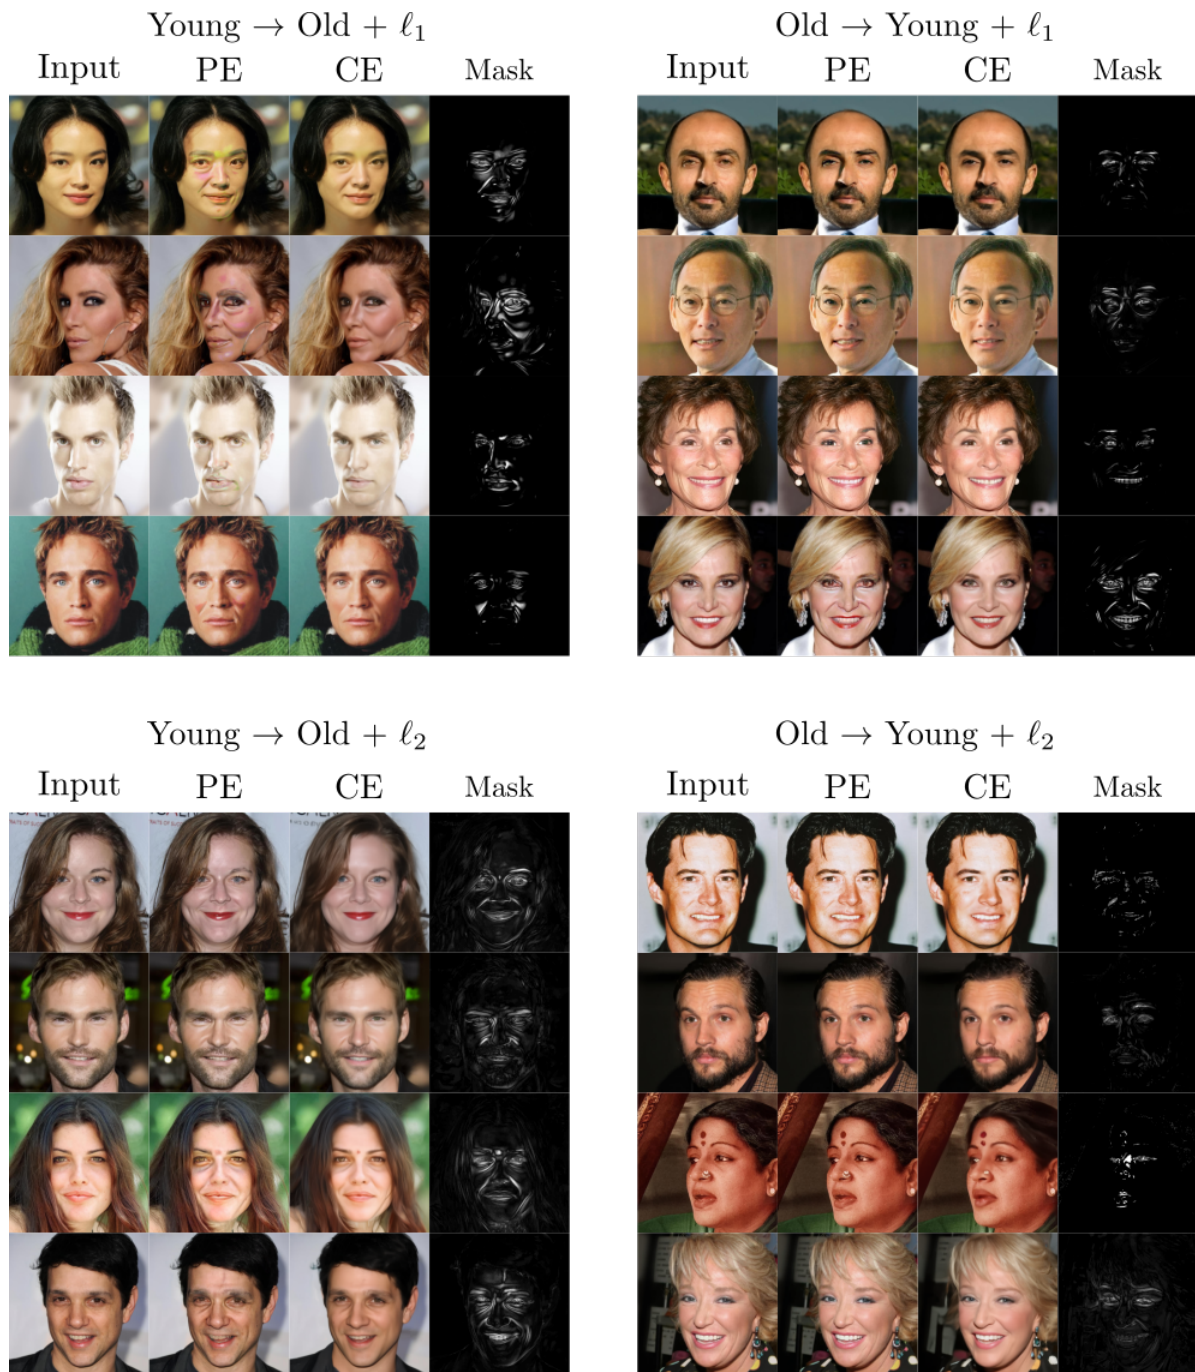 Young → Old + ℓ₁
Input PE CE Mask
Old → Young + ℓ₁
Input PE CE Mask
Young → Old + ℓ₂
Input PE CE Mask
Old → Young + ℓ₂
Input PE CE Mask